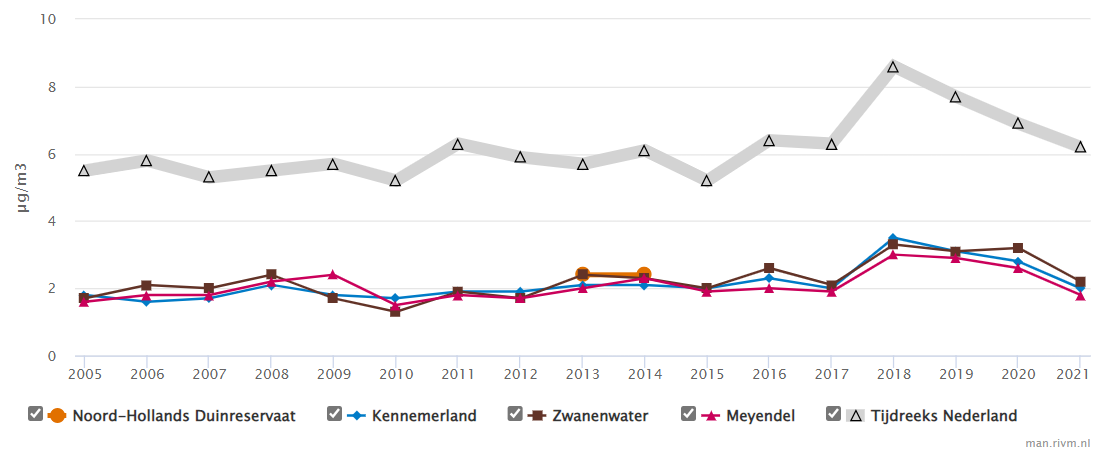 10
8
6
4
2
0
µg/m3
2005 2006 2007 2008 2009 2010 2011 2012 2013 2014 2015 2016 2017 2018 2019 2020 2021
Noord-Hollands Duinreservaat Kennemerland Zwanenwater Meyendel Tijdreeks Nederland
man.rivm.nl